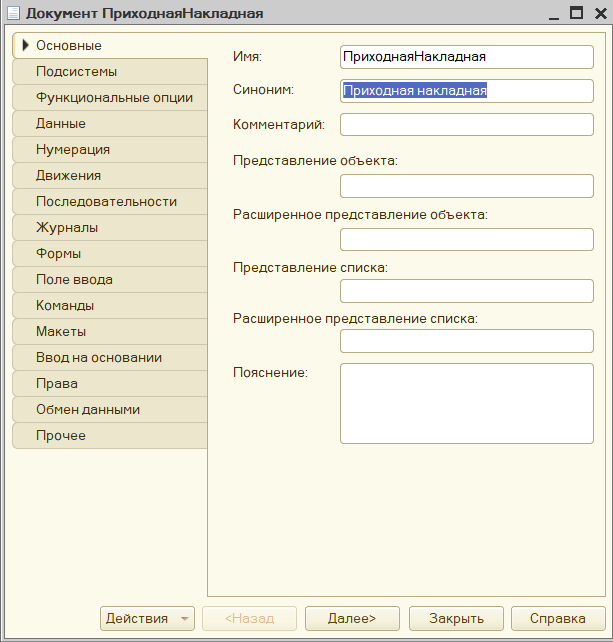 Документ ПриходнаяНакладная
Основные
Подсистемы
Функциональные опции
Данные
Нумерация
Движения
Последовательности
Журналы
Формы
Поле ввода
Команды
Макеты
Ввод на основании
Права
Обмен данными
Прочее
Имя: ПриходнаяНакладная
Синоним: Приходная накладная
Комментарий:
Представление объекта:
Расширенное представление объекта:
Представление списка:
Расширенное представление списка:
Пояснение:
Действия <Назад Далее> Закрыть Справка